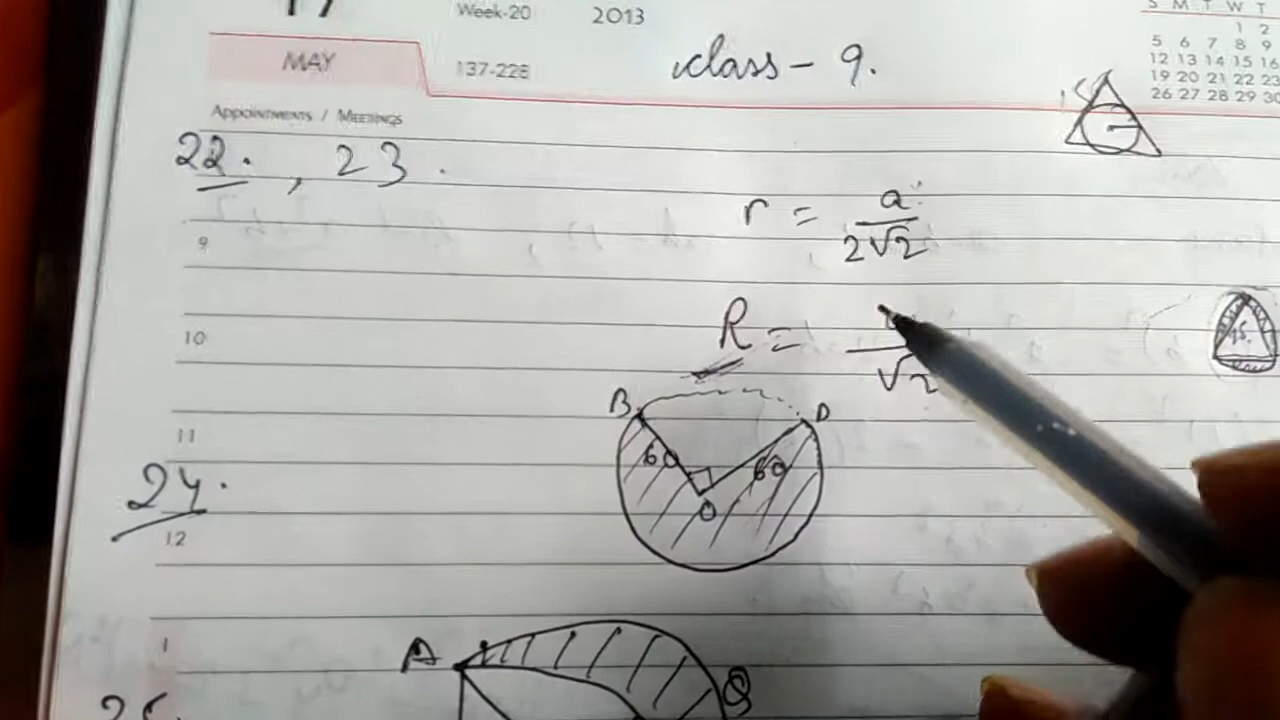 Week-20 2013
MAY
137-228
class - 9.
S M T W T
1 2
5 6 7 8 9
12 13 14 15 16
19 20 21 22 23
26 27 28 29 30
APPOINTMENTS / MEETINGS
22. , 23.
r = a / 2√2
9
R =
√2
10
B D
11
60 60
O
24.
12
1
A
Q